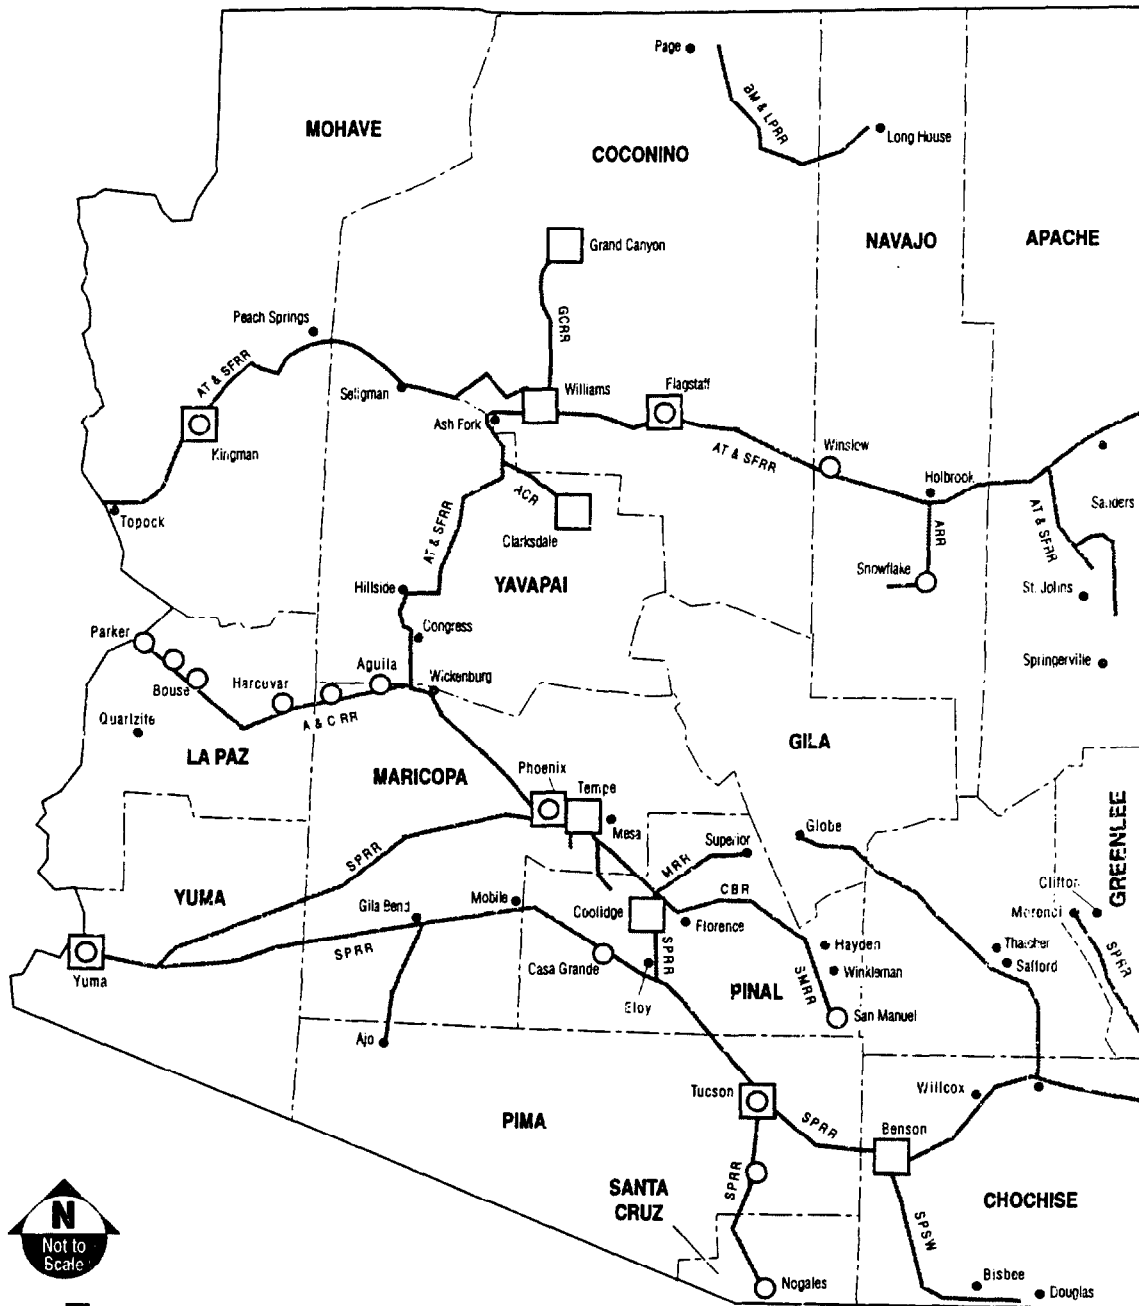 Page
BM & LPRR
Long House
MOHAVE
COCONINO
NAVAJO
APACHE
Grand Canyon
GCRR
Peach Springs
AT & SFRR
Seligman
Williams
Flagstaff
Ash Fork
Kingman
AT & SFRR
Winslow
Holbrook
Sanders
Topock
ACR
Clarksdale
AT & SFRR
ARR
AT & SFRR
Snowflake
St. Johns
Hillside
YAVAPAI
Congress
Springerville
Parker
Bouse
Harcuvar
Aguila
Wickenburg
A & C RR
Quartzite
LA PAZ
GILA
MARICOPA
Phoenix
Tempe
Mesa
Superior
Globe
GREENLEE
SPRR
MRR
CBR
YUMA
Gila Bend
Mobile
Coolidge
Florence
Clifton
Morenci
SPRR
SPRR
Hayden
Thatcher
Safford
SPRR
Yuma
Casa Grande
Eloy
Winkleman
PINAL
SMRR
San Manuel
Ajo
Tucson
Willcox
PIMA
SPRR
Benson
SPRR
SANTA
CRUZ
CHOCHISE
SPSW
N
Not to
Scale
Nogales
Bisbee
Douglas